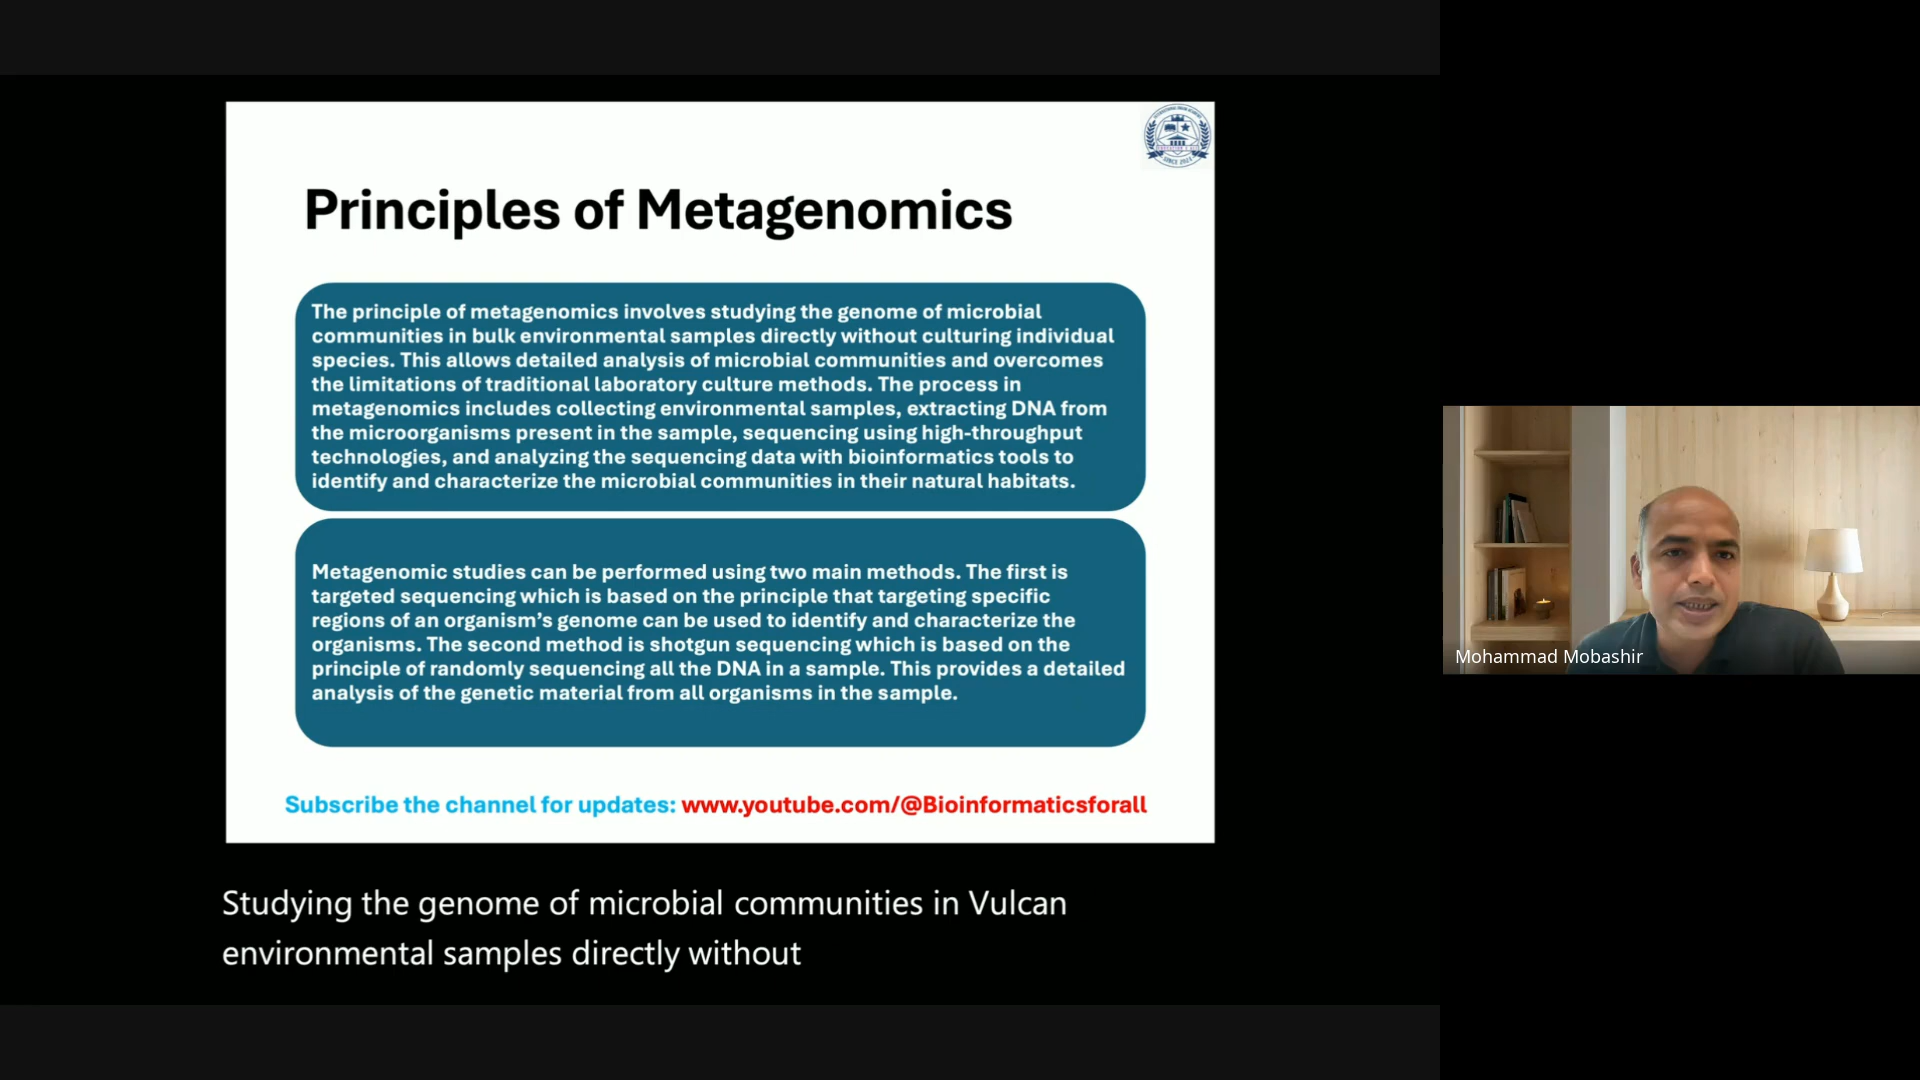 Principles of Metagenomics
The principle of metagenomics involves studying the genome of microbial
communities in bulk environmental samples directly without culturing individual
species. This allows detailed analysis of microbial communities and overcomes
the limitations of traditional laboratory culture methods. The process in
metagenomics includes collecting environmental samples, extracting DNA from
the microorganisms present in the sample, sequencing using high-throughput
technologies, and analyzing the sequencing data with bioinformatics tools to
identify and characterize the microbial communities in their natural habitats.
Metagenomic studies can be performed using two main methods. The first is
targeted sequencing which is based on the principle that targeting specific
regions of an organism’s genome can be used to identify and characterize the
organisms. The second method is shotgun sequencing which is based on the
principle of randomly sequencing all the DNA in a sample. This provides a detailed
analysis of the genetic material from all organisms in the sample.
Subscribe the channel for updates: www.youtube.com/@Bioinformaticsforall
Studying the genome of microbial communities in Vulcan
environmental samples directly without
Mohammad Mobashir